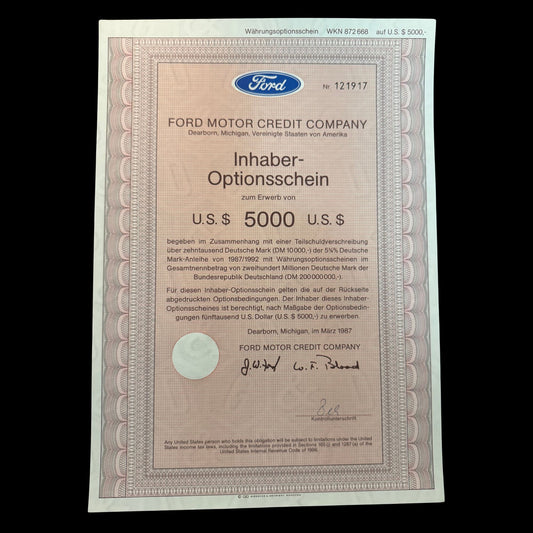 Währungsoptionsschein WKN 872 668 auf U.S. $ 5000,-
Ford
Nr 121917
FORD MOTOR CREDIT COMPANY
Dearborn, Michigan, Vereinigte Staaten von Amerika
Inhaber-
Optionsschein
zum Erwerb von
U.S. $ 5000 U.S. $
begeben im Zusammenhang mit einer Teilschuldverschreibung
über zehntausend Deutsche Mark (DM 10 000,-) der 5¾% Deutsche
Mark-Anleihe von 1987/1992 mit Währungsoptionsscheinen im
Gesamtnennbetrag von zweihundert Millionen Deutsche Mark der
Bundesrepublik Deutschland (DM 200 000 000,-)
Für diesen Inhaber-Optionsschein gelten die auf der Rückseite
abgedruckten Optionsbedingungen. Der Inhaber dieses Inhaber-
Optionsscheines ist berechtigt, nach Maßgabe der Optionsbedin-
gungen fünftausend U.S. Dollar (U.S. $ 5000,-) zu erwerben.
Dearborn, Michigan, im März 1987
FORD MOTOR CREDIT COMPANY
Kontrollunterschrift
Any United States person who holds this obligation will be subject to limitations under the United
States income tax laws, including the limitations provided in Sections 165 (j) and 1287 (a) of the
United States Internal Revenue Code of 1986.